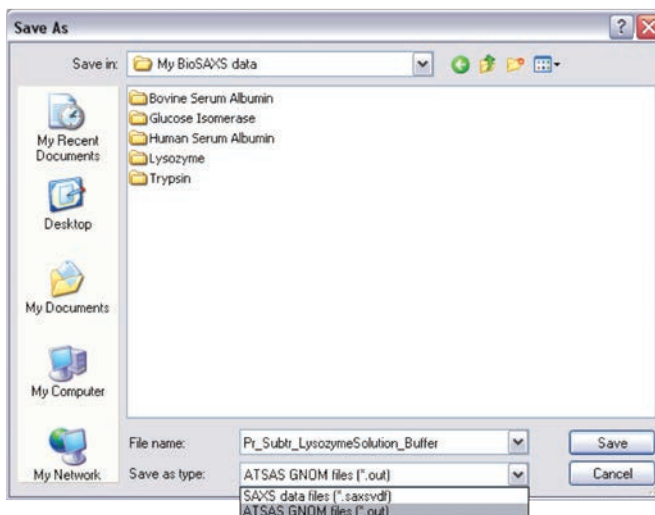 Save As
Save in:
My BioSAXS data
My Recent
Documents
Desktop
My Documents
My Computer
My Network
Bovine Serum Albumin
Glucose Isomerase
Human Serum Albumin
Lysozyme
Trypsin
File name:
Pr_Subtr_LysozymeSolution_Buffer
Save
Save as type:
ATSAS GNOM files (*.out)
Cancel
SAXS data files (*.saxsvdf)
ATSAS GNOM files (*.out)